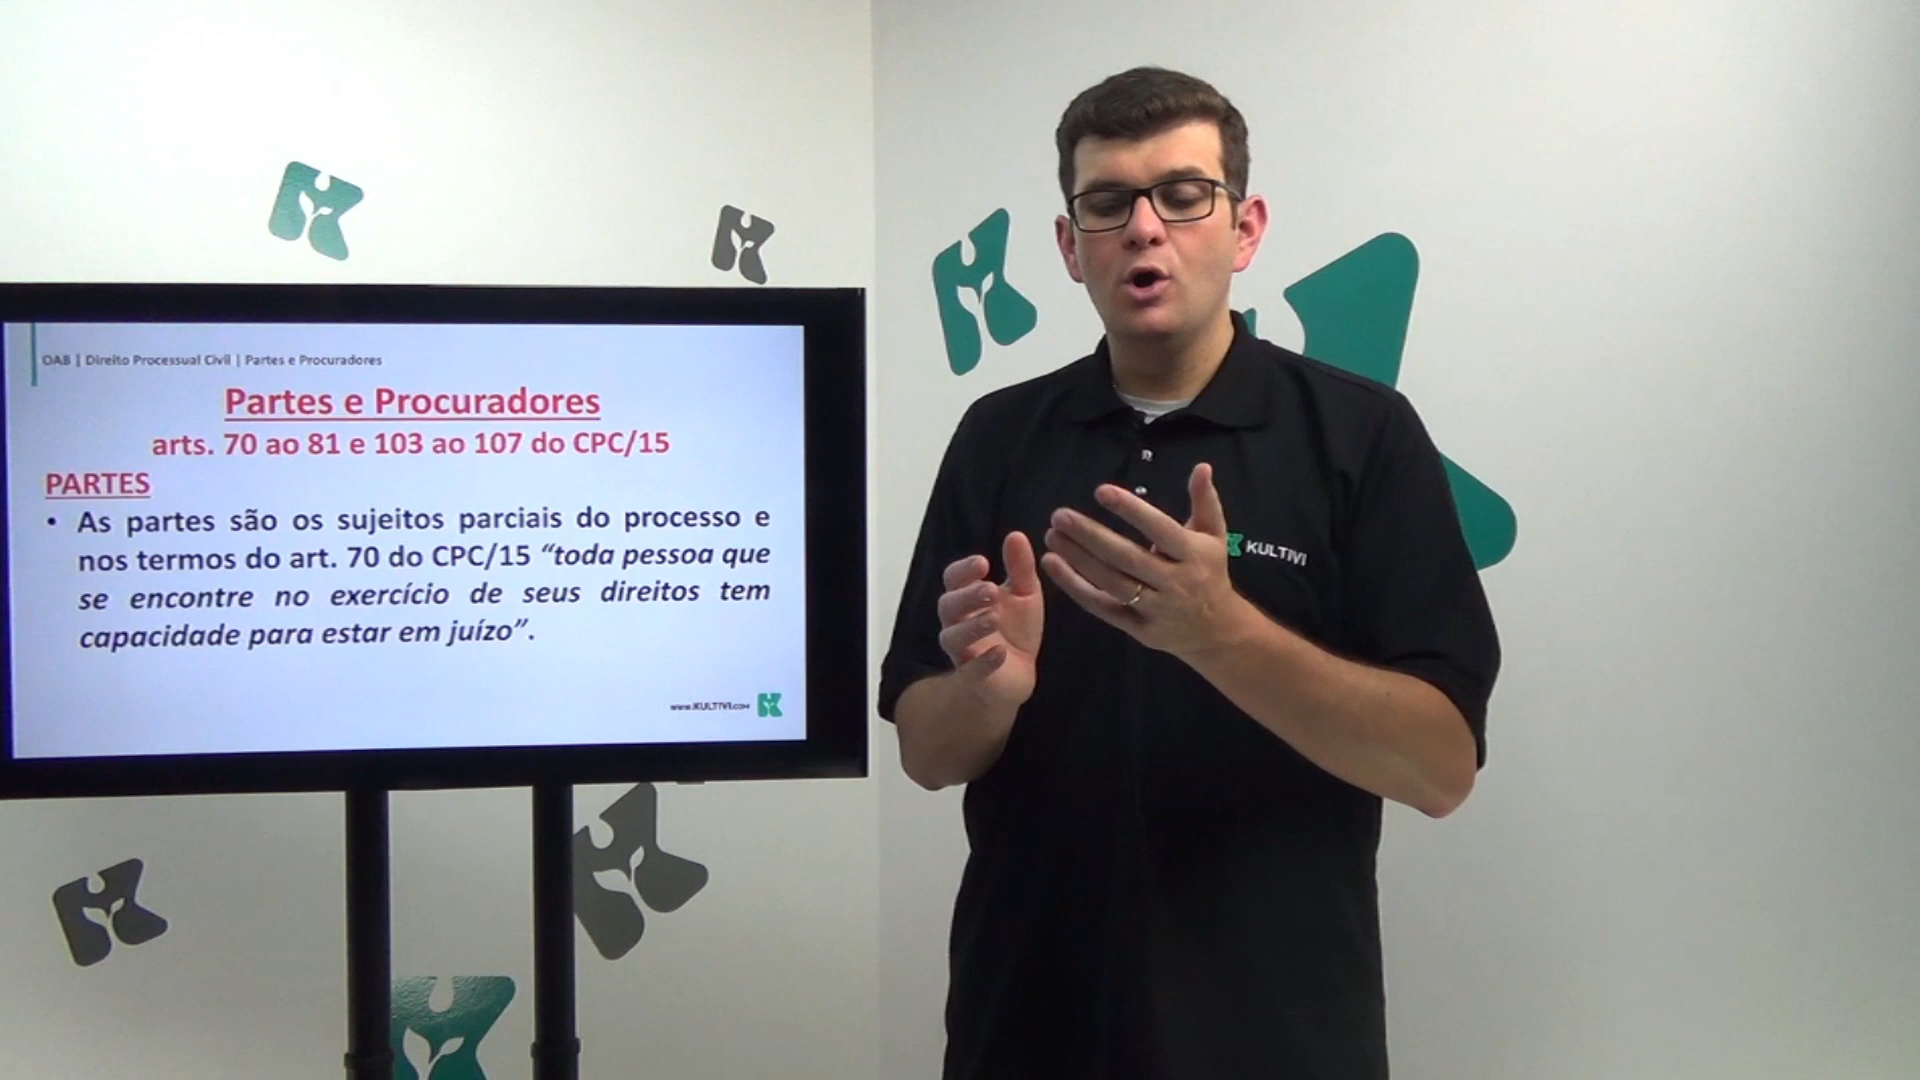 OAB | Direito Processual Civil | Partes e Procuradores
Partes e Procuradores
arts. 70 ao 81 e 103 ao 107 do CPC/15
PARTES
• As partes são os sujeitos parciais do processo e
nos termos do art. 70 do CPC/15 “toda pessoa que
se encontre no exercício de seus direitos tem
capacidade para estar em juízo”.
www.KULTIVI.COM
KULTIVI